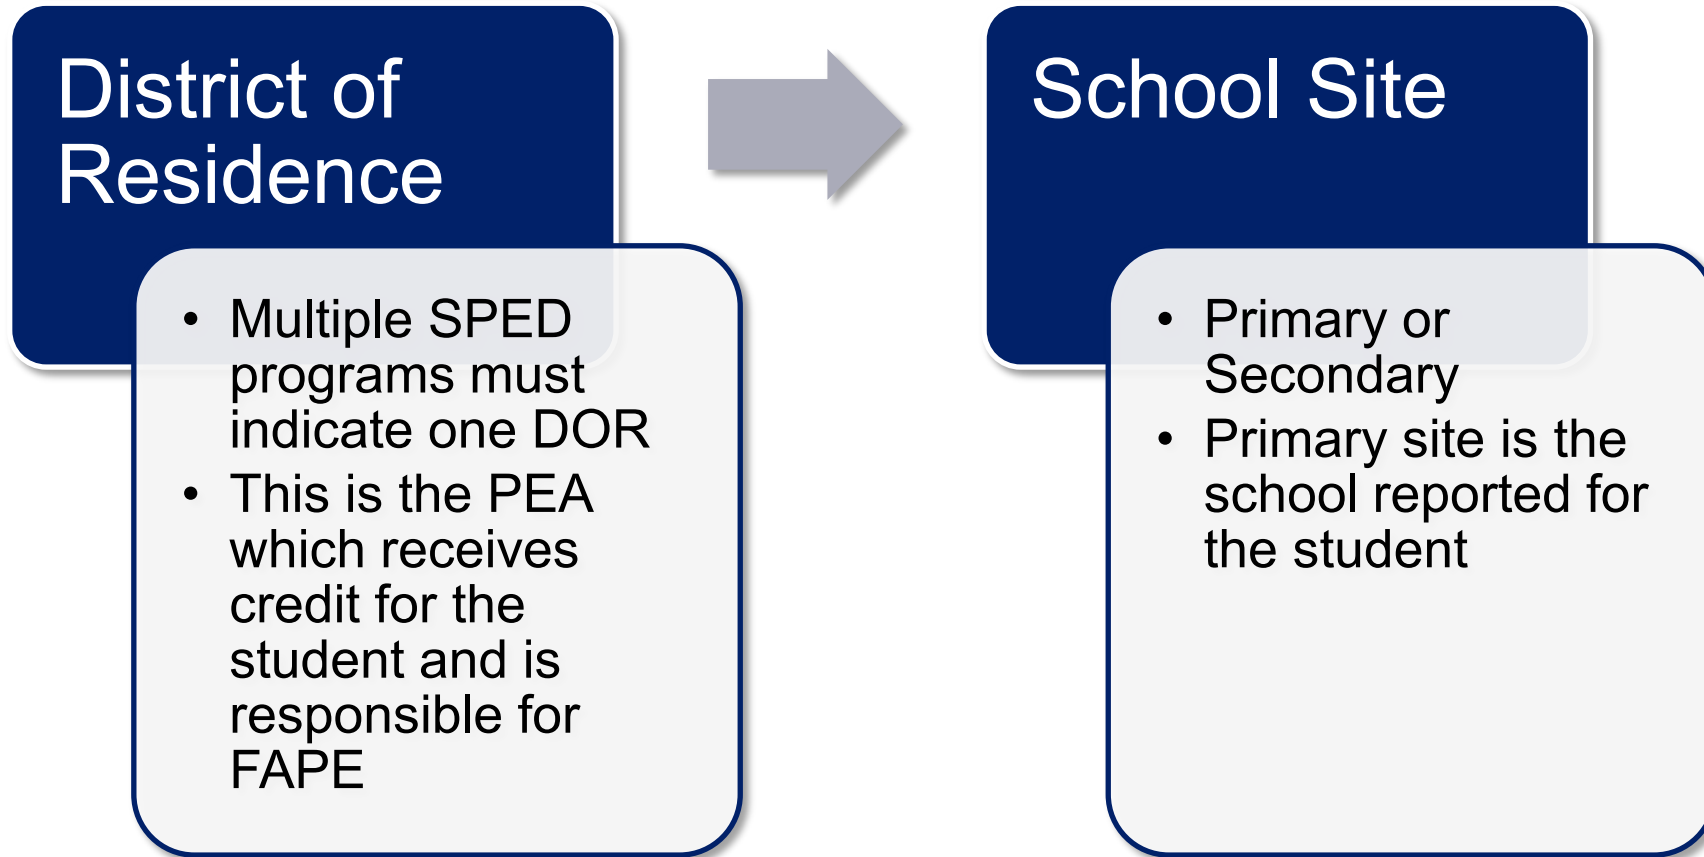 District of
Residence
• Multiple SPED
programs must
indicate one DOR
• This is the PEA
which receives
credit for the
student and is
responsible for
FAPE
School Site
• Primary or
Secondary
• Primary site is the
school reported for
the student